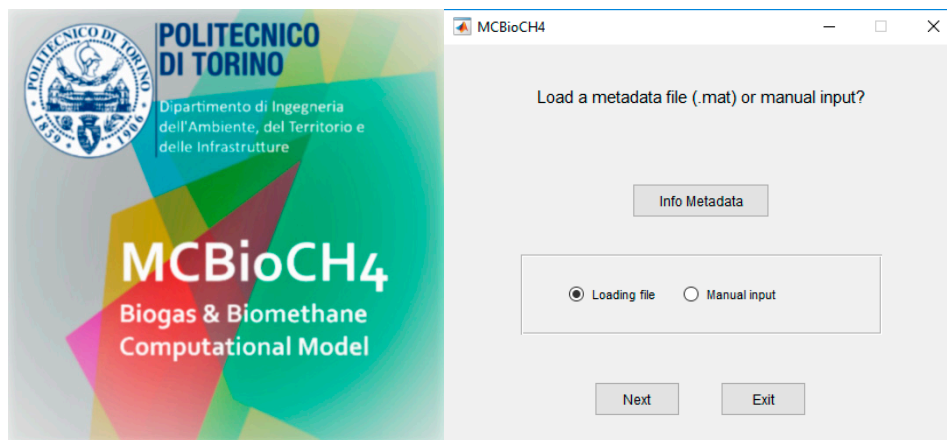 POLITECNICO DI TORINO
1859
1906
POLITECNICO
DI TORINO
Dipartimento di Ingegneria
dell'Ambiente, del Territorio e
delle Infrastrutture
MCBioCH4
Biogas & Biomethane
Computational Model
MCBioCH4
Load a metadata file (.mat) or manual input?
Info Metadata
Loading file
Manual input
Next
Exit